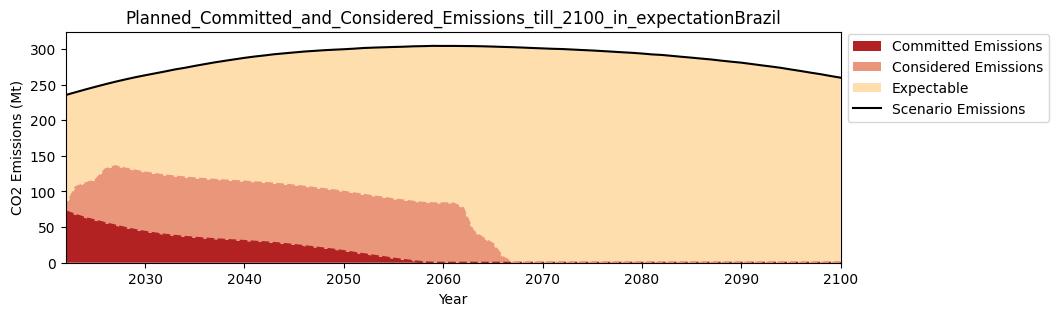 Planned_Committed_and_Considered_Emissions_till_2100_in_expectationBrazil
CO2 Emissions (Mt)
300
250
200
150
100
50
0
2030
2040
2050
2060
2070
2080
2090
2100
Year
Committed Emissions
Considered Emissions
Expectable
Scenario Emissions